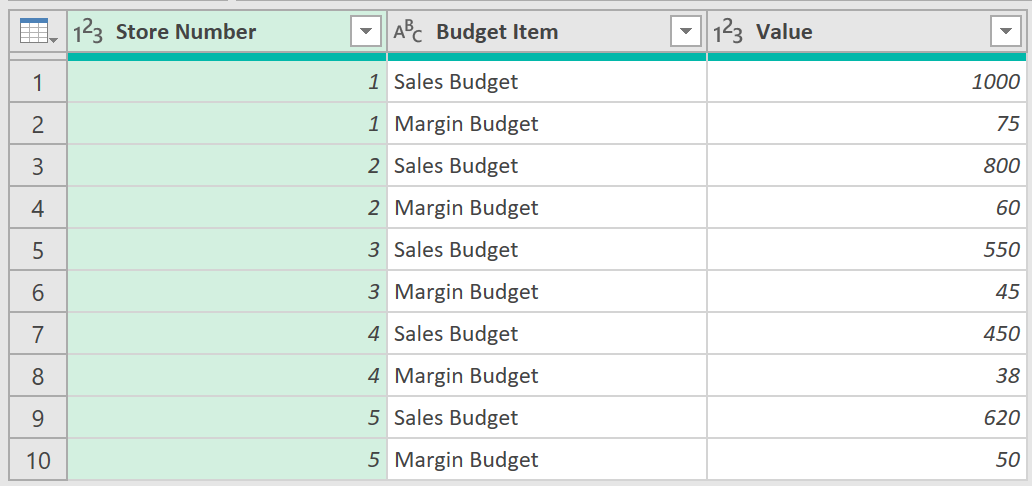 1²3 Store Number ABC Budget Item 1²3 Value
1 1 Sales Budget 1000
2 1 Margin Budget 75
3 2 Sales Budget 800
4 2 Margin Budget 60
5 3 Sales Budget 550
6 3 Margin Budget 45
7 4 Sales Budget 450
8 4 Margin Budget 38
9 5 Sales Budget 620
10 5 Margin Budget 50